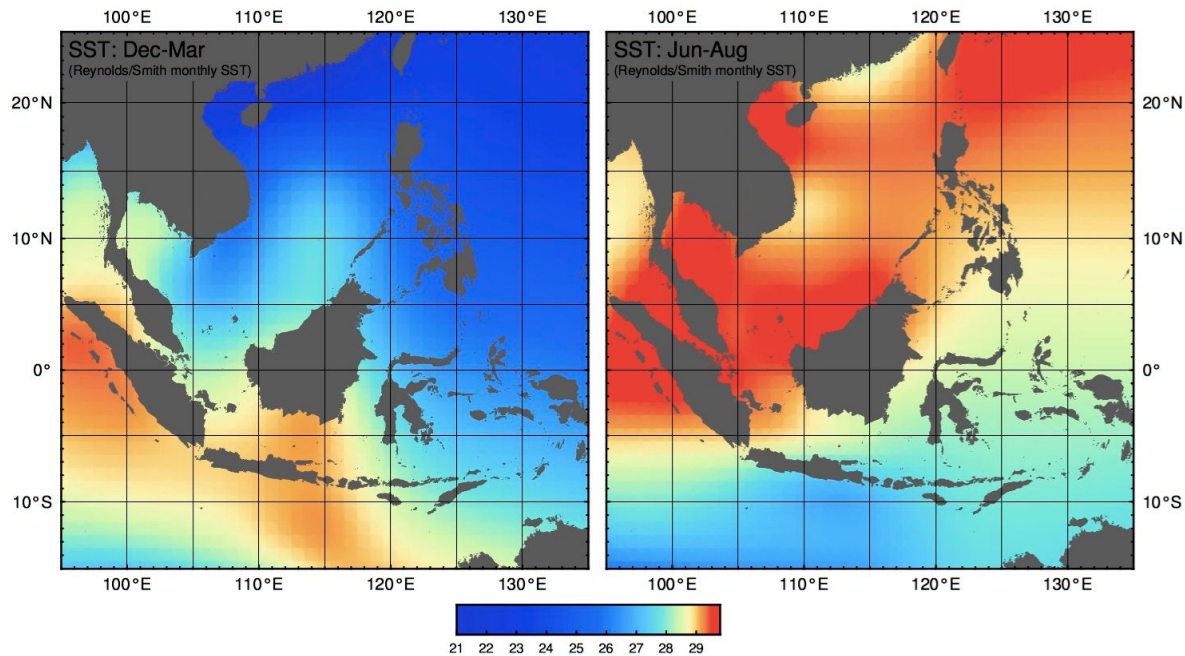 100°E 110°E 120°E 130°E 100°E 110°E 120°E 130°E
SST: Dec-Mar SST: Jun-Aug
(Reynolds/Smith monthly SST) (Reynolds/Smith monthly SST)
20°N 20°N
10°N 10°N
0° 0°
10°S 10°S
100°E 110°E 120°E 130°E 100°E 110°E 120°E 130°E
21 22 23 24 25 26 27 28 29